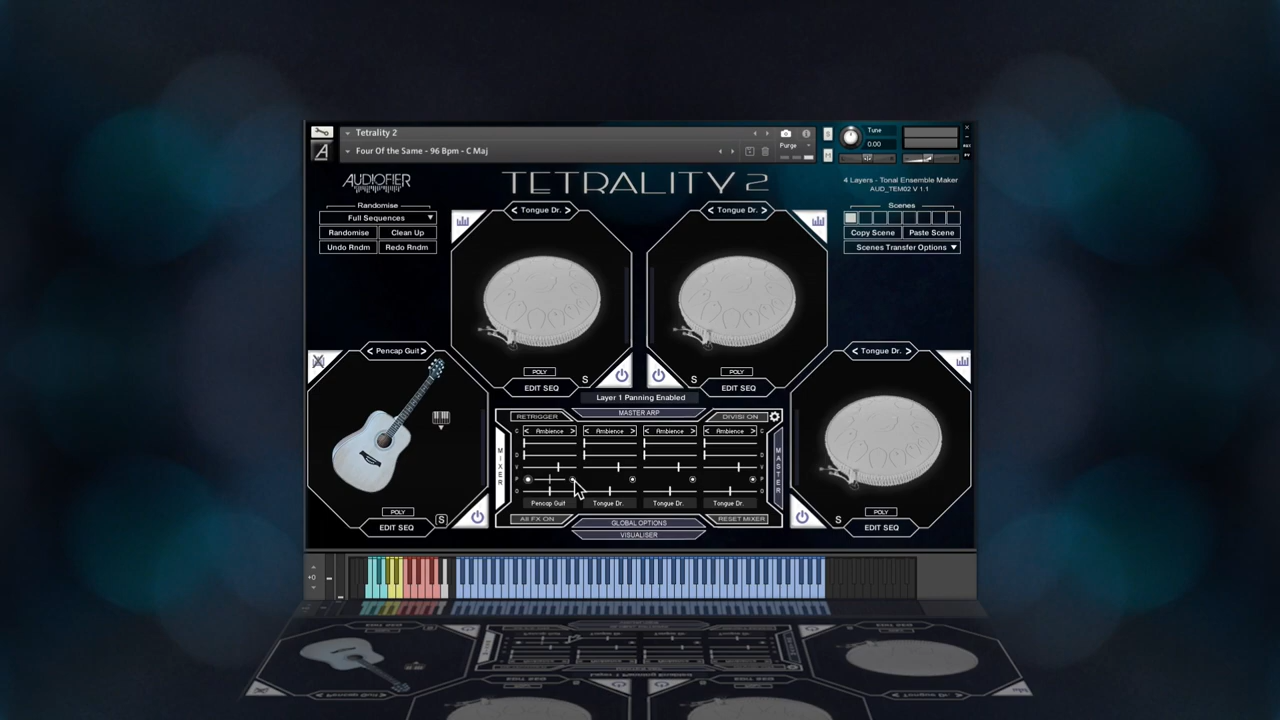 Tetrality 2
Purge
S
Tune
0.00
Four Of the Same - 96 Bpm - C Maj
M
AUDIOFIER
TETRALITY 2
4 Layers - Tonal Ensemble Maker
AUD_TEM02 V 1.1
Randomise
Full Sequences
Randomise
Clean Up
Undo Rndm
Redo Rndm
Scenes
Copy Scene
Paste Scene
Scenes Transfer Options
< Tongue Dr. >
< Tongue Dr. >
POLY
EDIT SEQ
S
POLY
EDIT SEQ
S
< Pencap Guit >
< Tongue Dr. >
Layer 1 Panning Enabled
MASTER ARP
RETRIGGER
DIVISION
C
< Ambience >
< Ambience >
< Ambience >
< Ambience >
C
D
D
V
V
P
P
O
O
MIXER
MASTER
Pencap Guit
Tongue Dr.
Tongue Dr.
Tongue Dr.
All FX ON
GLOBAL OPTIONS
RESET MIXER
VISUALISER
POLY
EDIT SEQ
S
POLY
EDIT SEQ
S
+0